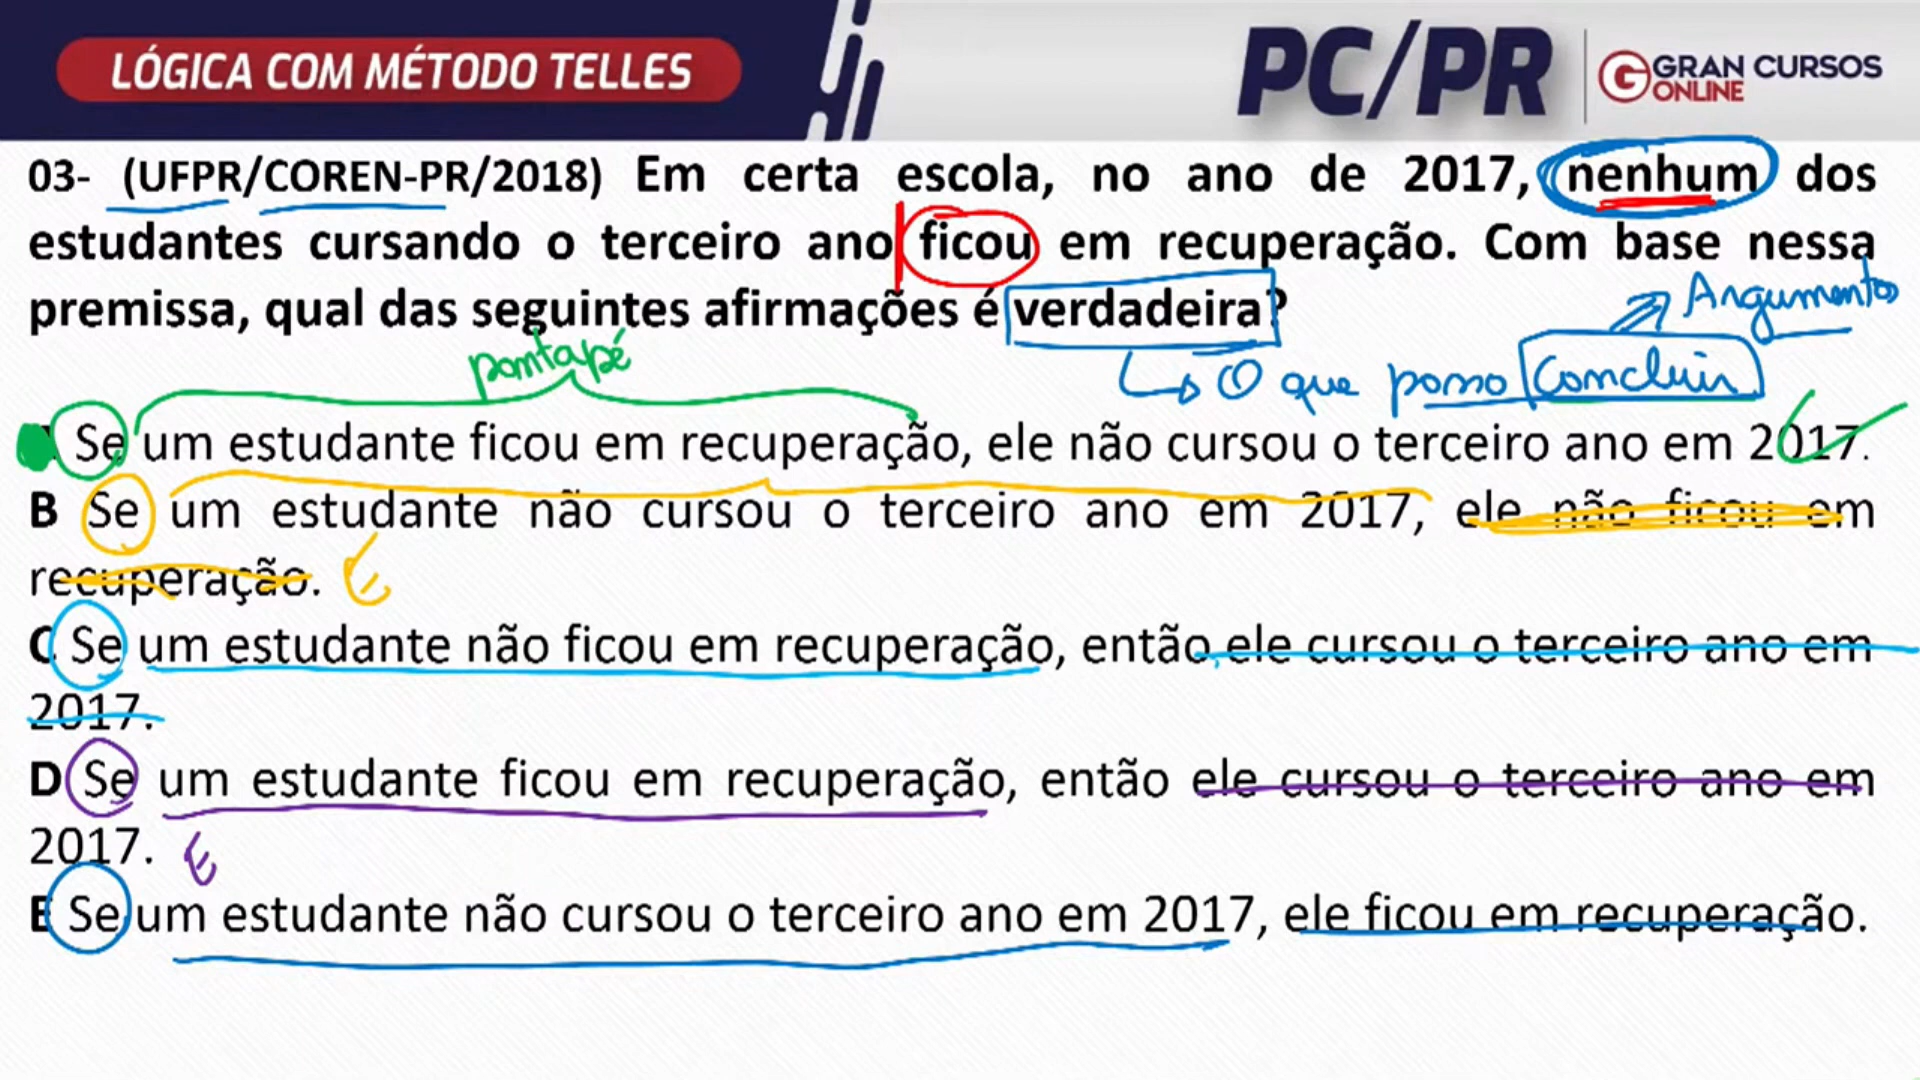 LÓGICA COM MÉTODO TELLES
PC/PR
GRAN CURSOS
ONLINE
03- (UFPR/COREN-PR/2018) Em certa escola, no ano de 2017, nenhum dos
estudantes cursando o terceiro ano ficou em recuperação. Com base nessa
premissa, qual das seguintes afirmações é verdadeira?
Argumento
pontapé
O que posso Concluir
Se um estudante ficou em recuperação, ele não cursou o terceiro ano em 2017.
B Se um estudante não cursou o terceiro ano em 2017, ele não ficou em
recuperação. E
C Se um estudante não ficou em recuperação, então ele cursou o terceiro ano em
2017.
D Se um estudante ficou em recuperação, então ele cursou o terceiro ano em
2017. E
E Se um estudante não cursou o terceiro ano em 2017, ele ficou em recuperação.